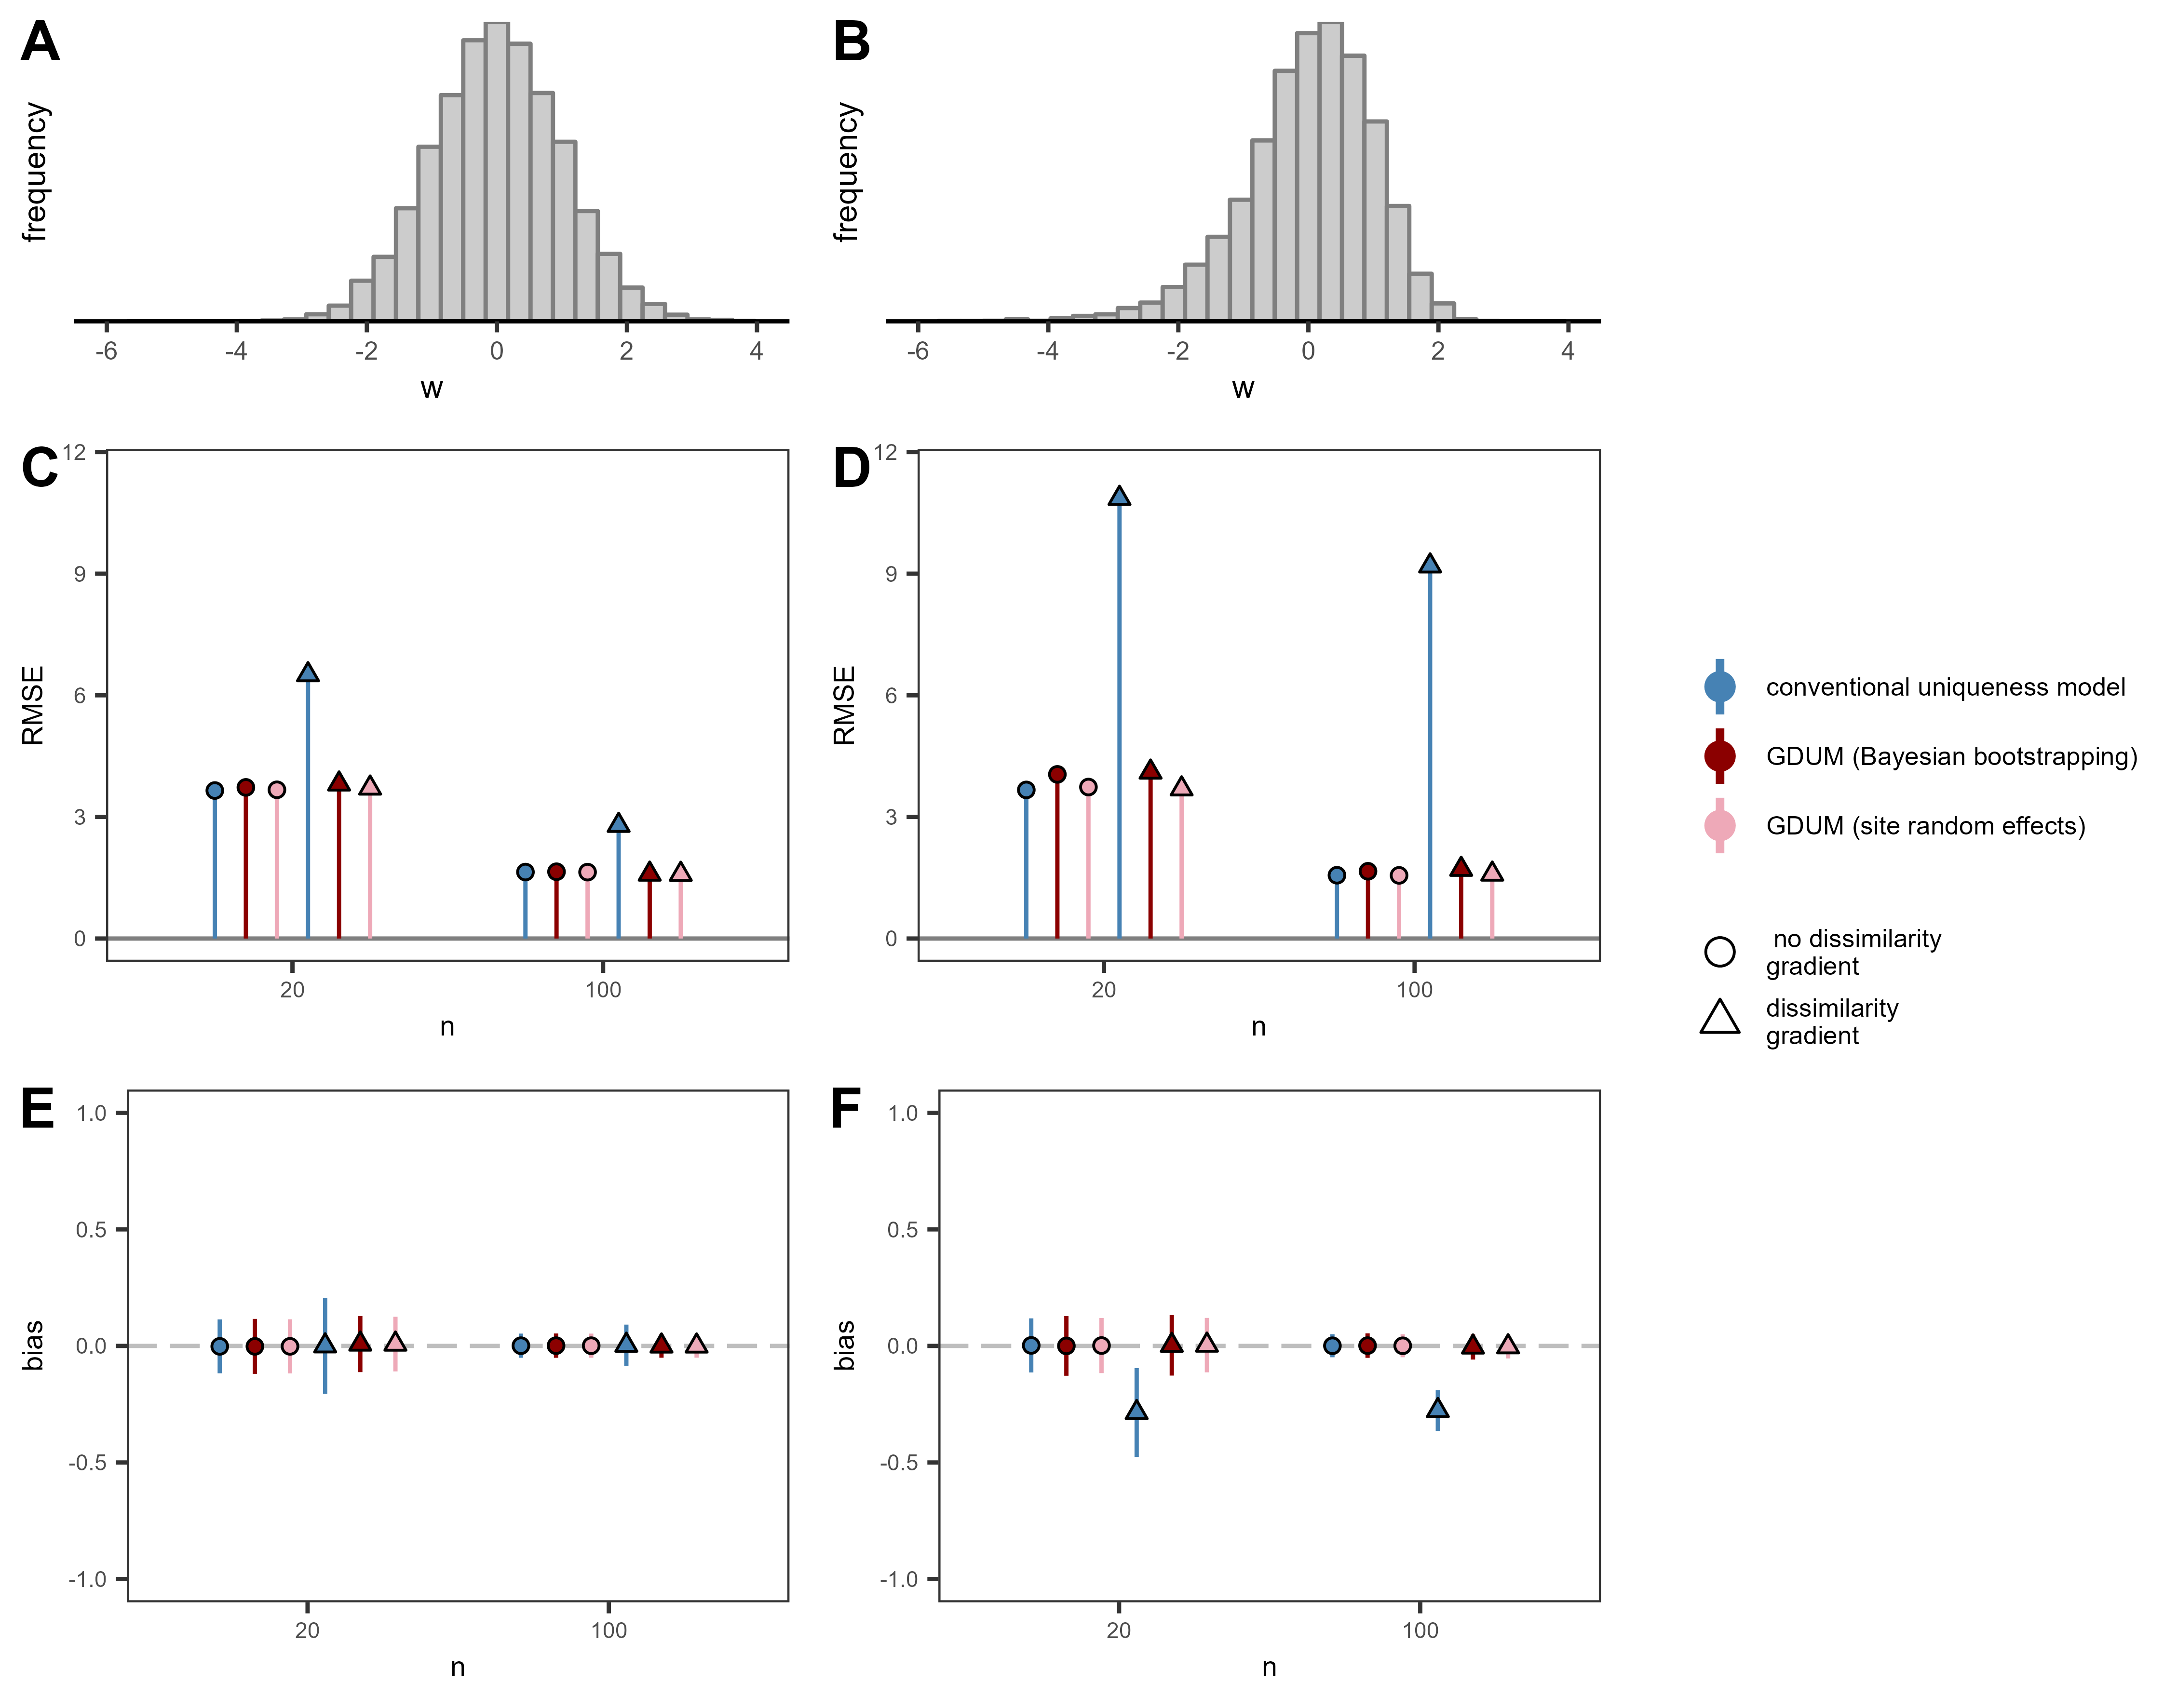 A
frequency
-6 -4 -2 0 2 4
w
B
frequency
-6 -4 -2 0 2 4
w
C
RMSE
12
9
6
3
0
20 100
n
D
RMSE
12
9
6
3
0
20 100
n
conventional uniqueness model
GDUM (Bayesian bootstrapping)
GDUM (site random effects)
no dissimilarity
gradient
dissimilarity
gradient
E
bias
1.0
0.5
0.0
-0.5
-1.0
20 100
n
F
bias
1.0
0.5
0.0
-0.5
-1.0
20 100
n